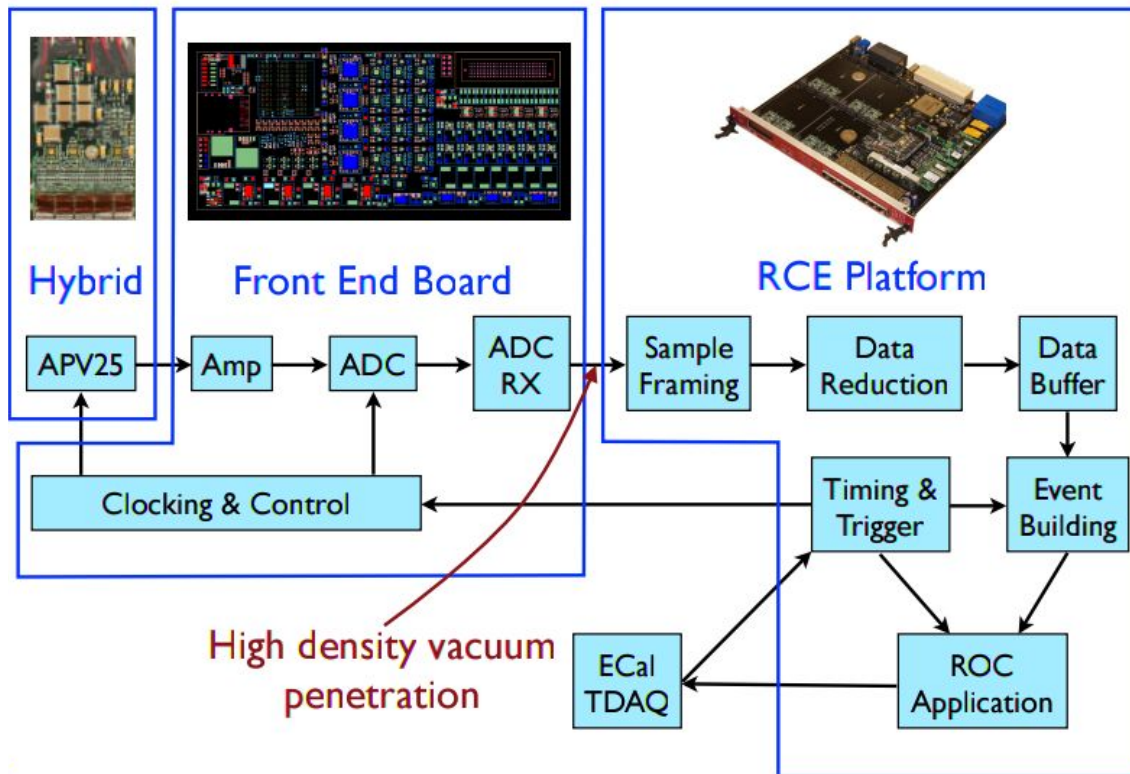 Hybrid
Front End Board
RCE Platform
APV25
Amp
ADC
ADC
RX
Sample
Framing
Data
Reduction
Data
Buffer
Clocking & Control
Timing &
Trigger
Event
Building
High density vacuum
penetration
ECal
TDAQ
ROC
Application